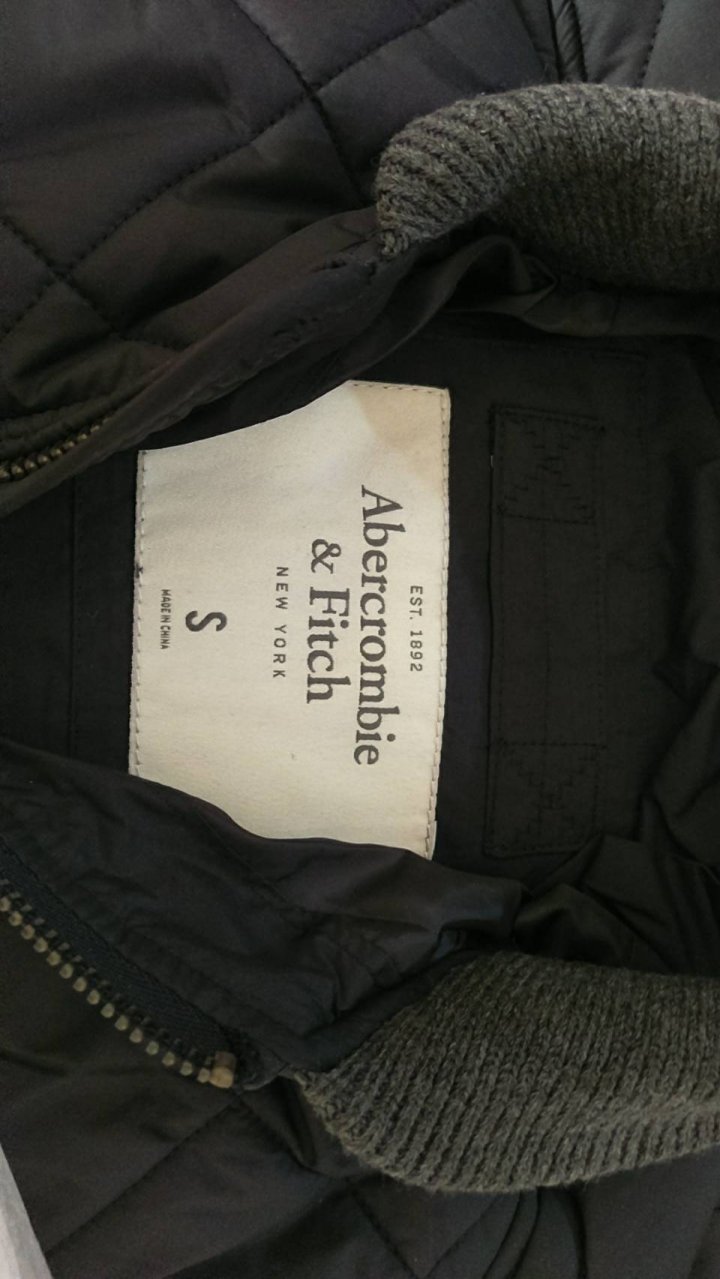 EST. 1892
Abercrombie
& Fitch
NEW YORK
S
MADE IN CHINA